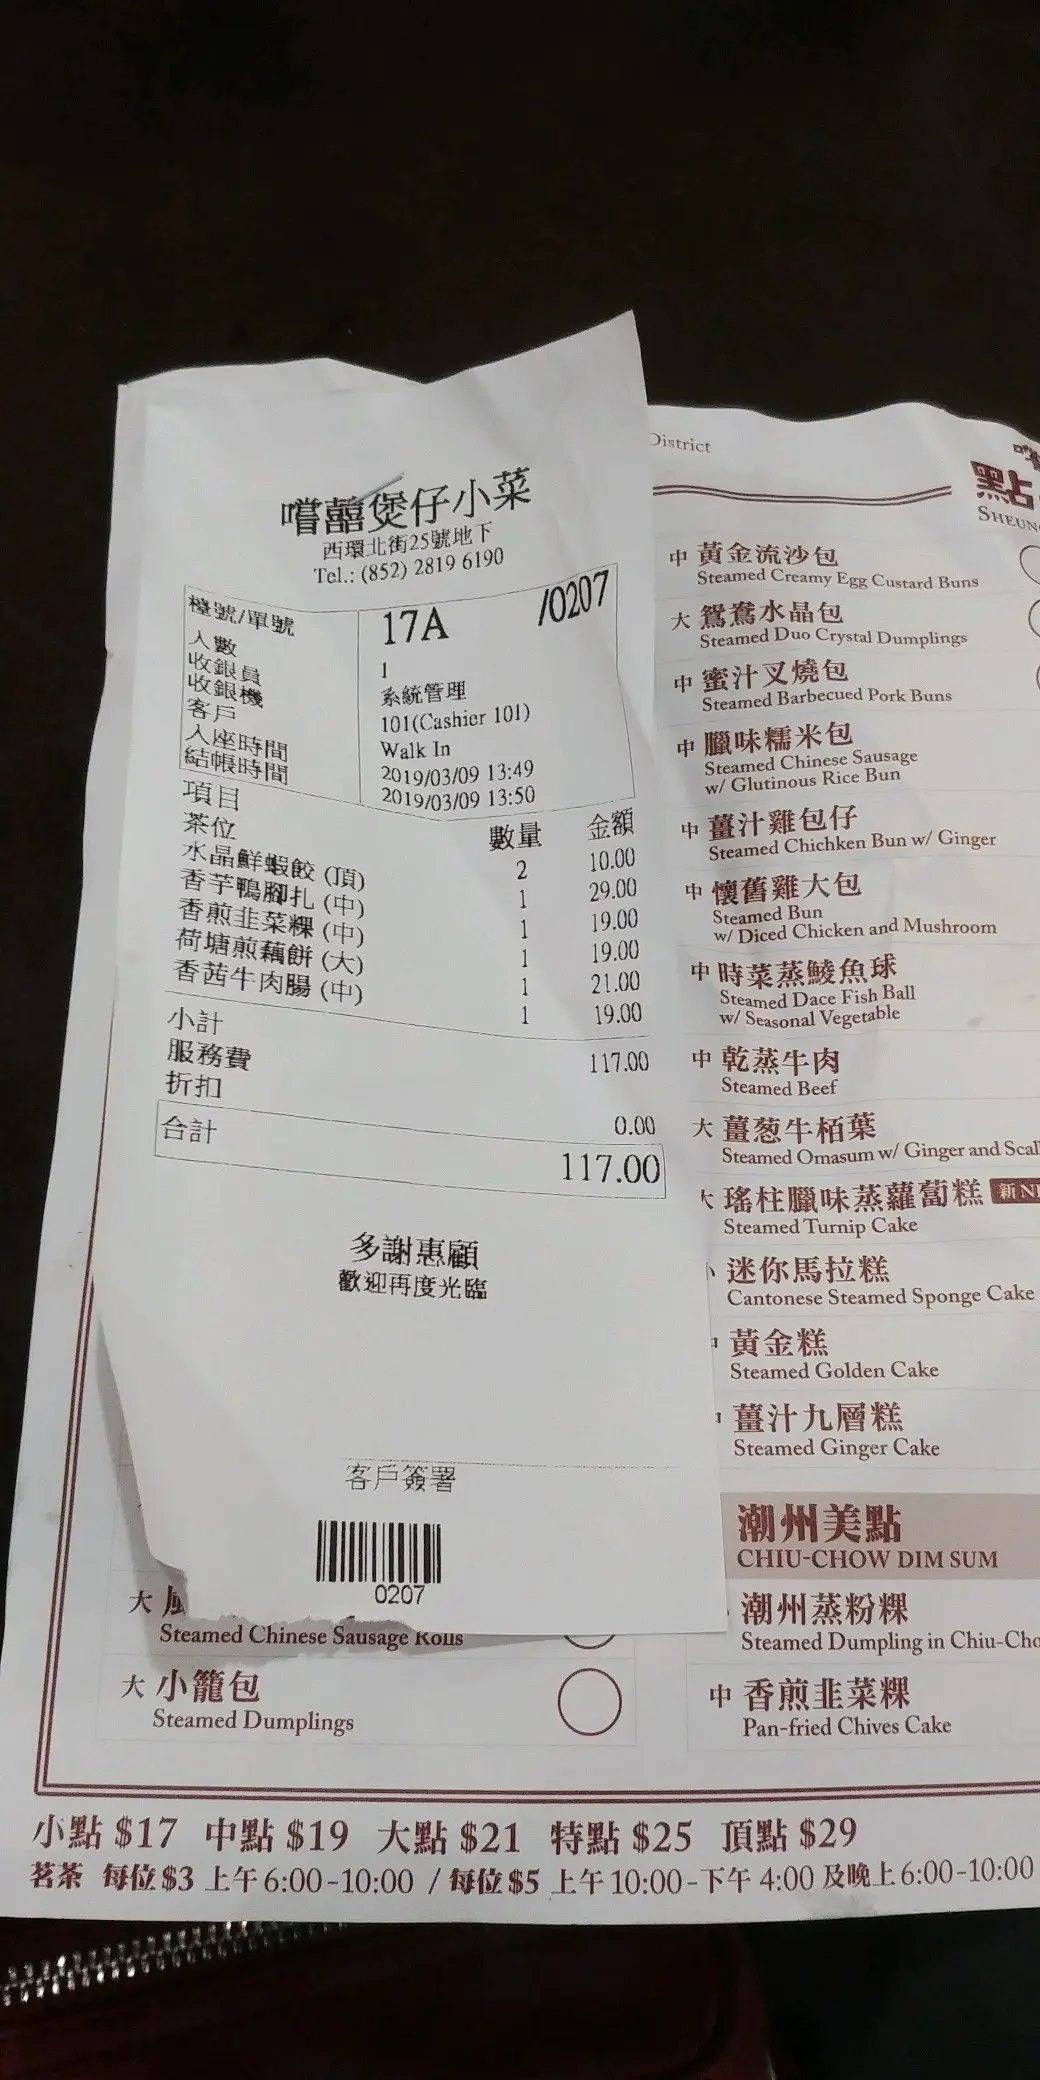 嚐囍煲仔小菜
西環北街25號地下
Tel.: (852) 2819 6190
檯號/單號 17A /0207
人數 1
收銀員 系統管理
收銀機 101(Cashier 101)
客戶 Walk In
入座時間 2019/03/09 13:49
結帳時間 2019/03/09 13:50
項目 數量 金額
茶位 2 10.00
水晶鮮蝦餃 (頂) 1 29.00
香芋鴨腳扎 (中) 1 19.00
香煎韭菜粿 (中) 1 19.00
荷塘煎藕餅 (大) 1 21.00
香茜牛肉腸 (中) 1 19.00
小計 117.00
服務費
折扣 0.00
合計 117.00
多謝惠顧
歡迎再度光臨
客戶簽署
0207
大
Steamed Chinese Sausage Rolls
大 小籠包
Steamed Dumplings
District
點
SHEUN
中 黃金流沙包
Steamed Creamy Egg Custard Buns
大 鴛鴦水晶包
Steamed Duo Crystal Dumplings
中 蜜汁叉燒包
Steamed Barbecued Pork Buns
中 臘味糯米包
Steamed Chinese Sausage
w/ Glutinous Rice Bun
中 薑汁雞包仔
Steamed Chichken Bun w/ Ginger
中 懷舊雞大包
Steamed Bun
w/ Diced Chicken and Mushroom
中 時菜蒸鯪魚球
Steamed Dace Fish Ball
w/ Seasonal Vegetable
中 乾蒸牛肉
Steamed Beef
大 薑葱牛栢葉
Steamed Omasum w/ Ginger and Scal
大 瑤柱臘味蒸蘿蔔糕 新 N
Steamed Turnip Cake
迷你馬拉糕
Cantonese Steamed Sponge Cake
黃金糕
Steamed Golden Cake
薑汁九層糕
Steamed Ginger Cake
潮州美點
CHIU-CHOW DIM SUM
潮州蒸粉粿
Steamed Dumpling in Chiu-Cho
中 香煎韭菜粿
Pan-fried Chives Cake
小點 $17 中點 $19 大點 $21 特點 $25 頂點 $29
茗茶 每位 $3 上午 6:00-10:00 / 每位 $5 上午 10:00-下午 4:00 及晚上 6:00-10:00